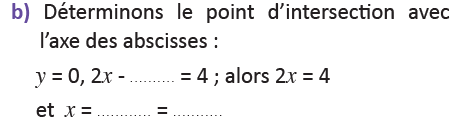 b) Déterminons le point d’intersection avec
l’axe des abscisses :
y = 0, 2x - .......... = 4 ; alors 2x = 4
et x = ............ = ...........